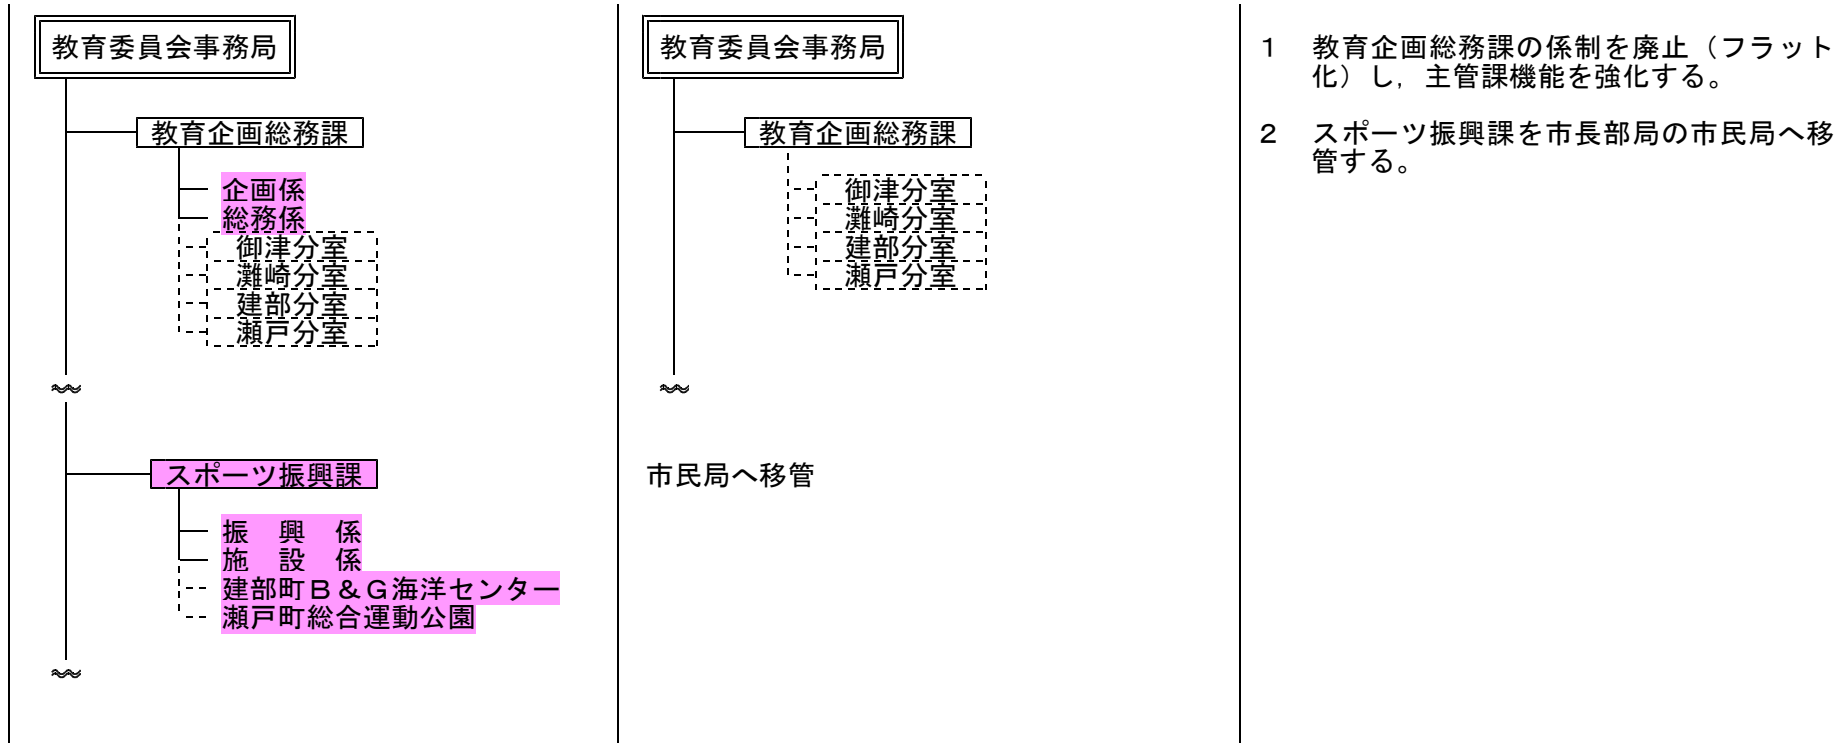 教育委員会事務局
教育企画総務課
企画係
総務係
御津分室
灘崎分室
建部分室
瀬戸分室
スポーツ振興課
振　興　係
施　設　係
建部町Ｂ＆Ｇ海洋センター
瀬戸町総合運動公園
教育委員会事務局
教育企画総務課
御津分室
灘崎分室
建部分室
瀬戸分室
市民局へ移管
１　教育企画総務課の係制を廃止（フラット
化）し，主管課機能を強化する。
２　スポーツ振興課を市長部局の市民局へ移
管する。